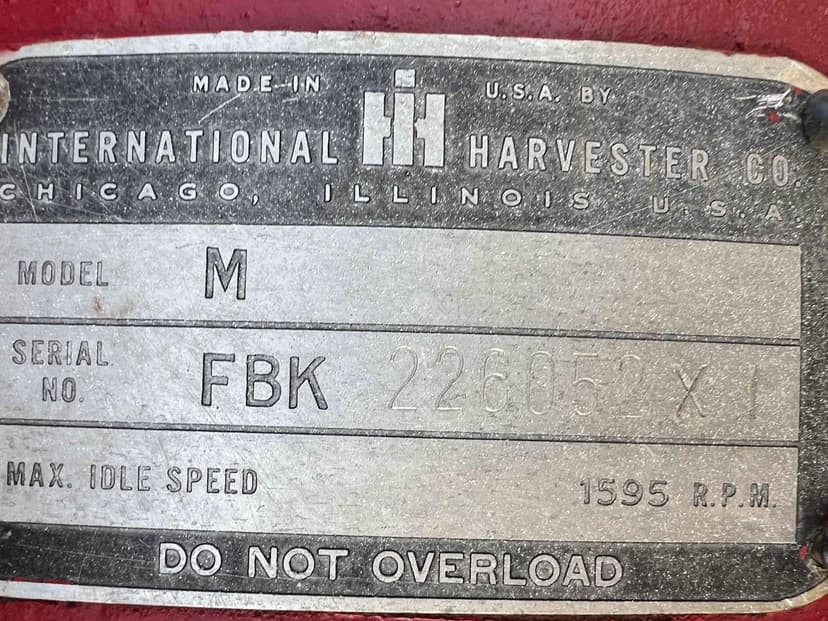 MADE IN IH U.S.A. BY
INTERNATIONAL HARVESTER CO.
CHICAGO, ILLINOIS U.S.A.
MODEL M
SERIAL NO. FBK 226052 X 1
MAX. IDLE SPEED 1595 R.P.M.
DO NOT OVERLOAD